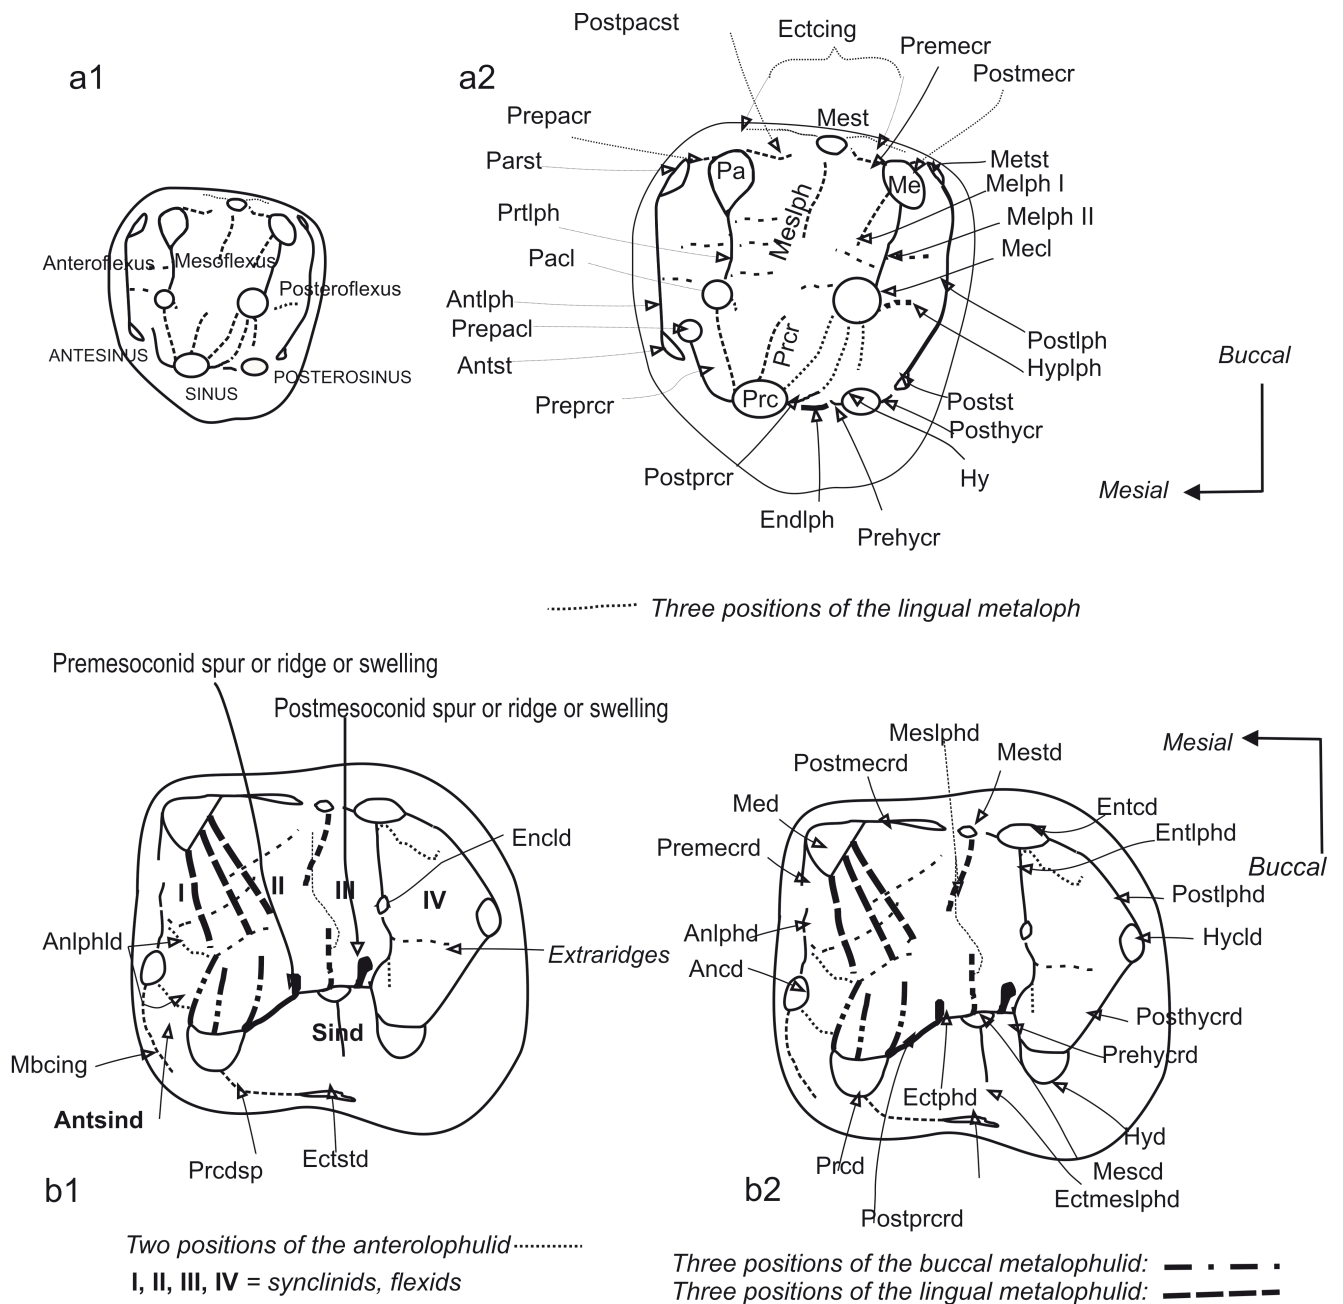 a1
Anteroflexus
Mesoflexus
Posteroflexus
ANTESINUS
POSTEROSINUS
SINUS
a2
Postpacst
Ectcing
Premecr
Postmecr
Prepacr
Mest
Parst
Pa
Me
Metst
Melph I
Prtlph
Meslph
Melph II
Pacl
Mecl
Antlph
Prepacl
Prcr
Postlph
Antst
Hyplph
Preprcr
Prc
Postst
Posthycr
Postprcr
Hy
Endlph
Prehycr
Buccal
Mesial
Three positions of the lingual metaloph
Premesoconid spur or ridge or swelling
Postmesoconid spur or ridge or swelling
Encld
I
II
III
IV
Anlphld
Extraridges
Sind
Mbcing
Antsind
Prcdsp
Ectstd
b1
Two positions of the anterolophulid
I, II, III, IV = synclinids, flexids
Meslphd
Mestd
Postmecrd
Mesial
Med
Entcd
Entlphd
Premecrd
Buccal
Postlphd
Anlphd
Hycld
Ancd
Posthycrd
Prehycrd
Ectphd
Hyd
Prcd
Mescd
Ectmeslphd
Postprcrd
b2
Three positions of the buccal metalophulid:
Three positions of the lingual metalophulid: